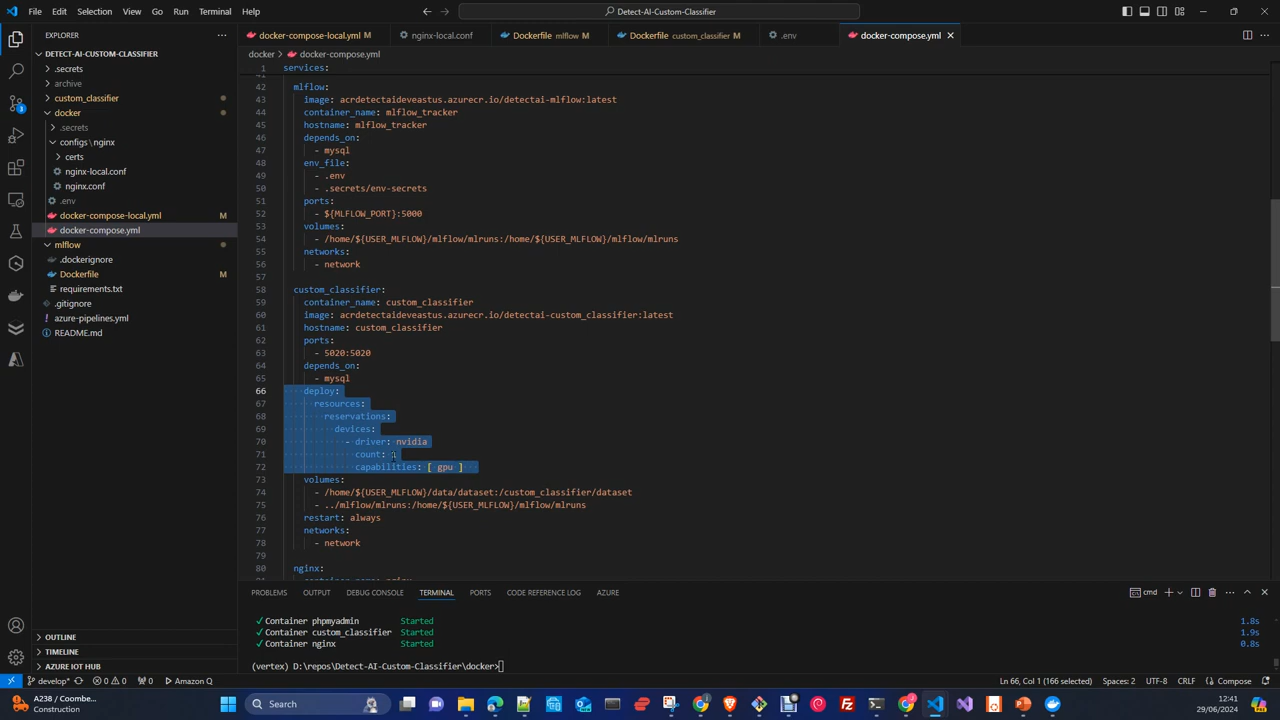 File Edit Selection View Go Run Terminal Help
Detect-AI-Custom-Classifier
EXPLORER
docker-compose-local.yml M
nginx-local.conf
Dockerfile mlflow M
Dockerfile custom_classifier M
.env
docker-compose.yml
DETECT-AI-CUSTOM-CLASSIFIER
docker > docker-compose.yml
.secrets
archive
custom_classifier
docker
.secrets
configs\nginx
certs
nginx-local.conf
nginx.conf
.env
docker-compose-local.yml M
docker-compose.yml
mlflow
.dockerignore
Dockerfile M
requirements.txt
.gitignore
azure-pipelines.yml
README.md
3
1 services:
41
42 mlflow:
43 image: acrdetectaideveastus.azurecr.io/detectai-mlflow:latest
44 container_name: mlflow_tracker
45 hostname: mlflow_tracker
46 depends_on:
47 - mysql
48 env_file:
49 - .env
50 - .secrets/env-secrets
51 ports:
52 - ${MLFLOW_PORT}:5000
53 volumes:
54 - /home/${USER_MLFLOW}/mlflow/mlruns:/home/${USER_MLFLOW}/mlflow/mlruns
55 networks:
56 - network
57
58 custom_classifier:
59 container_name: custom_classifier
60 image: acrdetectaideveastus.azurecr.io/detectai-custom_classifier:latest
61 hostname: custom_classifier
62 ports:
63 - 5020:5020
64 depends_on:
65 - mysql
66 deploy:
67 resources:
68 reservations:
69 devices:
70 - driver: nvidia
71 count: 1
72 capabilities: [ gpu ]
73 volumes:
74 - /home/${USER_MLFLOW}/data/dataset:/custom_classifier/dataset
75 - ../mlflow/mlruns:/home/${USER_MLFLOW}/mlflow/mlruns
76 restart: always
77 networks:
78 - network
79
80 nginx:
PROBLEMS OUTPUT DEBUG CONSOLE TERMINAL PORTS CODE REFERENCE LOG AZURE
cmd
✓ Container phpmyadmin Started 1.8s
✓ Container custom_classifier Started 1.9s
✓ Container nginx Started 0.8s
(vertex) D:\repos\Detect-AI-Custom-Classifier\docker>
OUTLINE
TIMELINE
AZURE IOT HUB
develop* 0 0 0 Amazon Q
Ln 66, Col 1 (166 selected) Spaces: 2 UTF-8 CRLF Compose
A238 / Coombe...
Construction
Search
12:41
29/06/2024